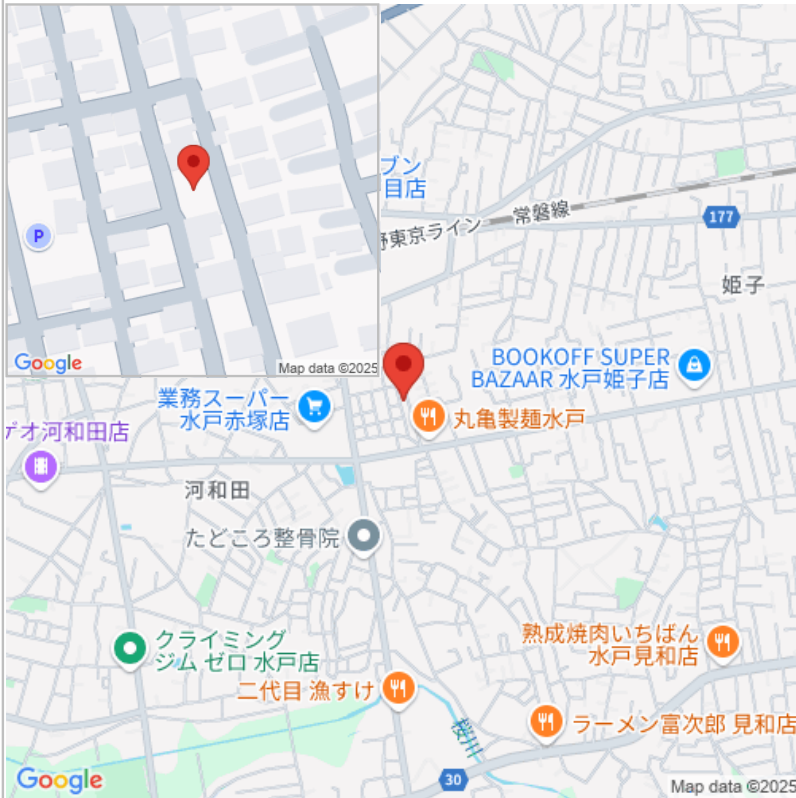 P
Google
Map data ©2025
ブン
目店
野東京ライン
常磐線
177
姫子
BOOKOFF SUPER
BAZAAR 水戸姫子店
業務スーパー
水戸赤塚店
丸亀製麺水戸
ゲオ河和田店
河和田
たどころ整骨院
クライミング
ジム ゼロ 水戸店
熟成焼肉いちばん
水戸見和店
二代目 漁すけ
桜川
ラーメン富次郎 見和店
30
Google
Map data ©2025